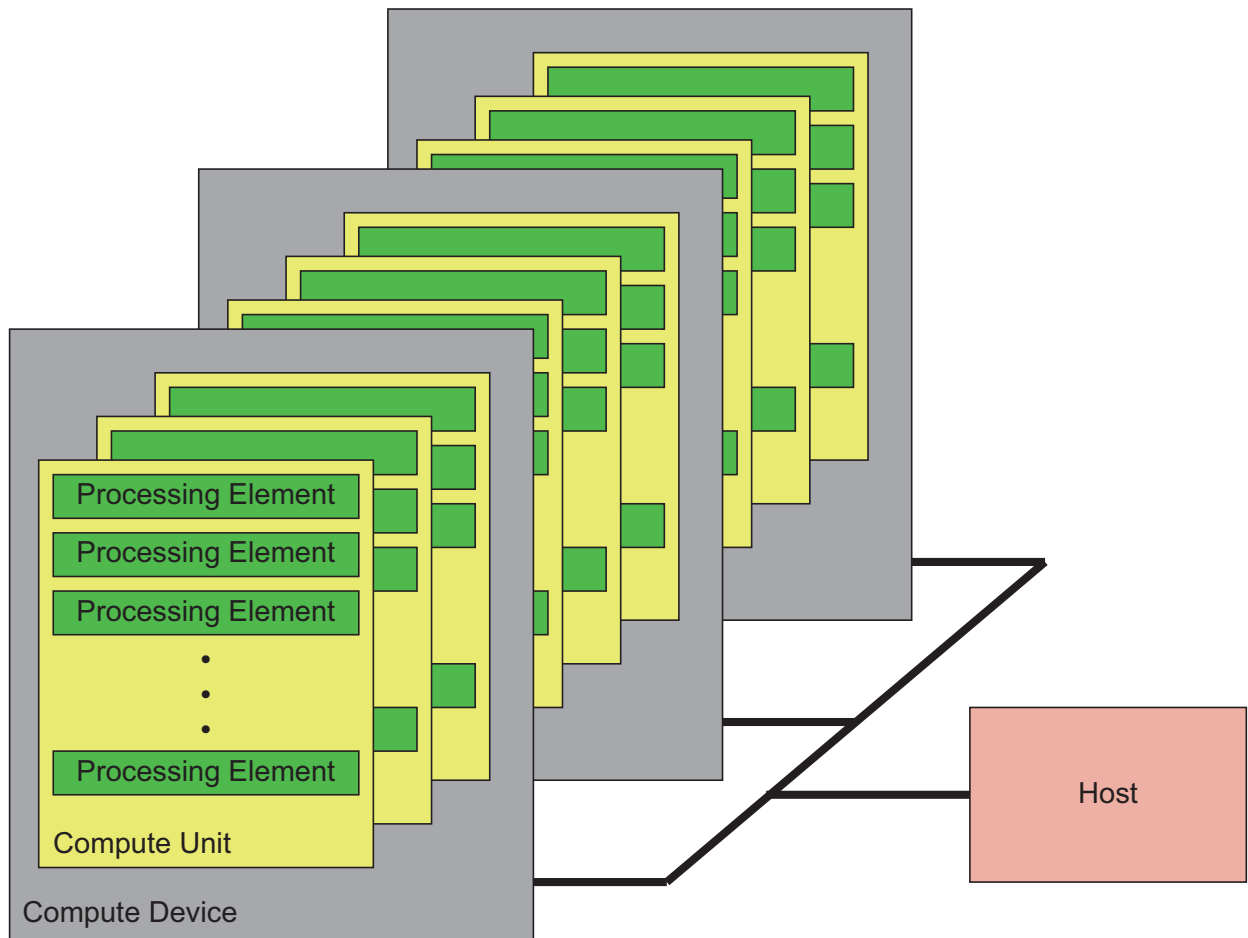 Processing Element
Processing Element
Processing Element
Processing Element
Compute Unit
Compute Device
Host